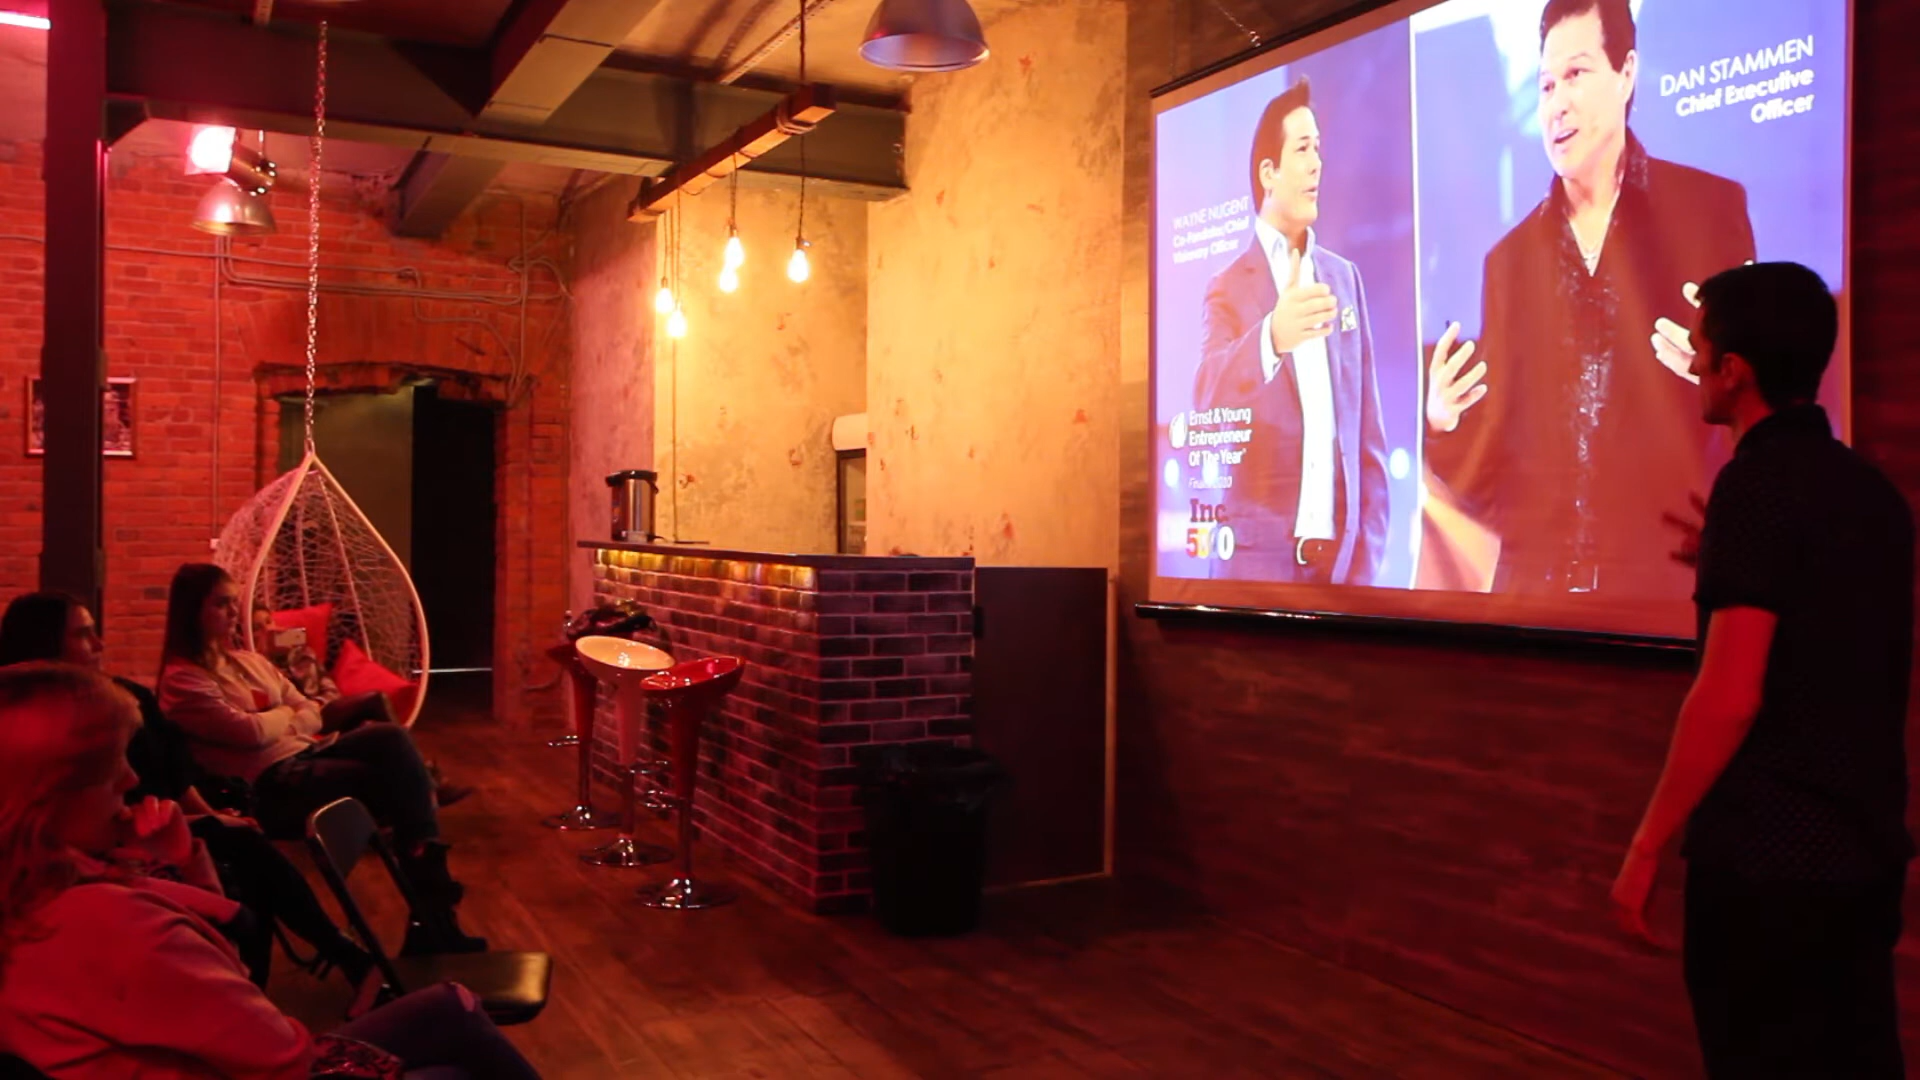 WAYNE NUGENT
Co-Founder, Chief
Visionary Officer
Ernst & Young
Entrepreneur
Of The Year
Inc.
DAN STAMMEN
Chief Executive
Officer